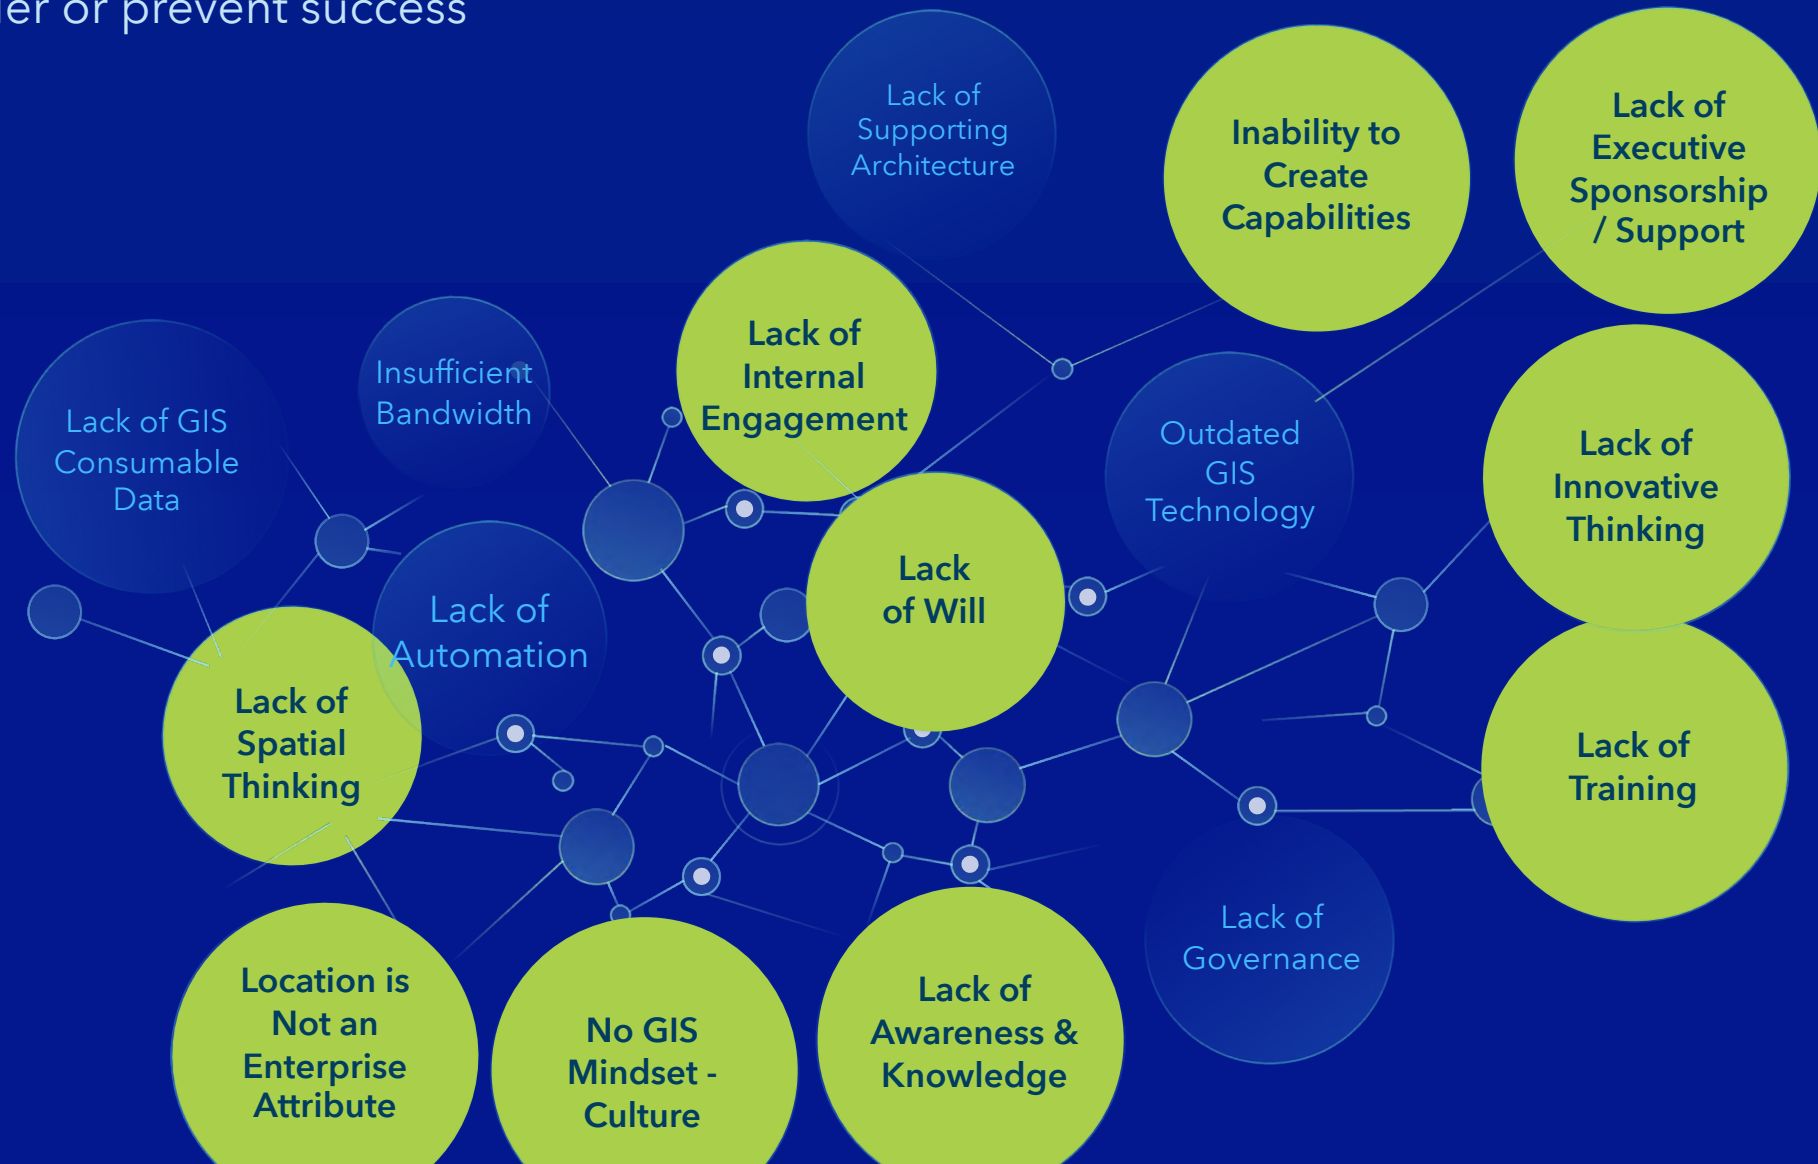 or prevent success
Lack of
Supporting
Architecture
Inability to
Create
Capabilities
Lack of
Executive
Sponsorship
/ Support
Lack of
Internal
Engagement
Insufficient
Bandwidth
Lack of GIS
Consumable
Data
Outdated
GIS
Technology
Lack of
Innovative
Thinking
Lack
of Will
Lack of
Automation
Lack of
Spatial
Thinking
Lack of
Training
Lack of
Governance
Location is
Not an
Enterprise
Attribute
No GIS
Mindset -
Culture
Lack of
Awareness &
Knowledge